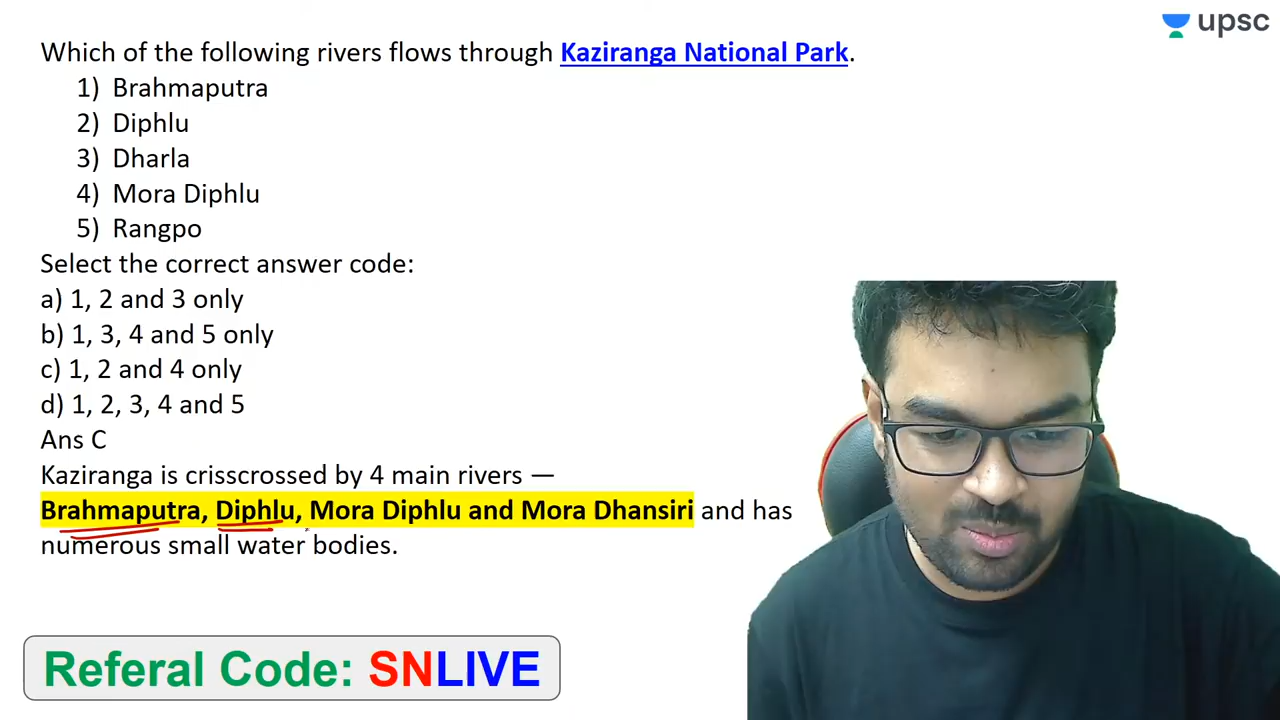 upsc
Which of the following rivers flows through Kaziranga National Park.
1) Brahmaputra
2) Diphlu
3) Dharla
4) Mora Diphlu
5) Rangpo
Select the correct answer code:
a) 1, 2 and 3 only
b) 1, 3, 4 and 5 only
c) 1, 2 and 4 only
d) 1, 2, 3, 4 and 5
Ans C
Kaziranga is crisscrossed by 4 main rivers —
Brahmaputra, Diphlu, Mora Diphlu and Mora Dhansiri and has
numerous small water bodies.
Referal Code: SNLIVE